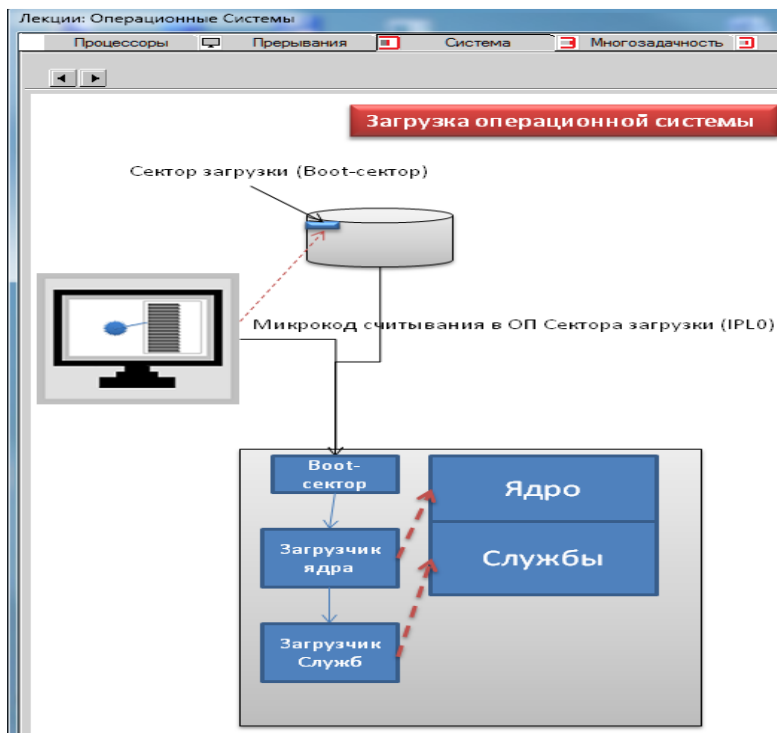 Лекции: Операционные Системы
Процессоры Прерывания Система Многозадачность
Загрузка операционной системы
Сектор загрузки (Boot-сектор)
Микрокод считывания в ОП Сектора загрузки (IPL0)
Boot-
сектор
Загрузчик
ядра
Загрузчик
Служб
Ядро
Службы